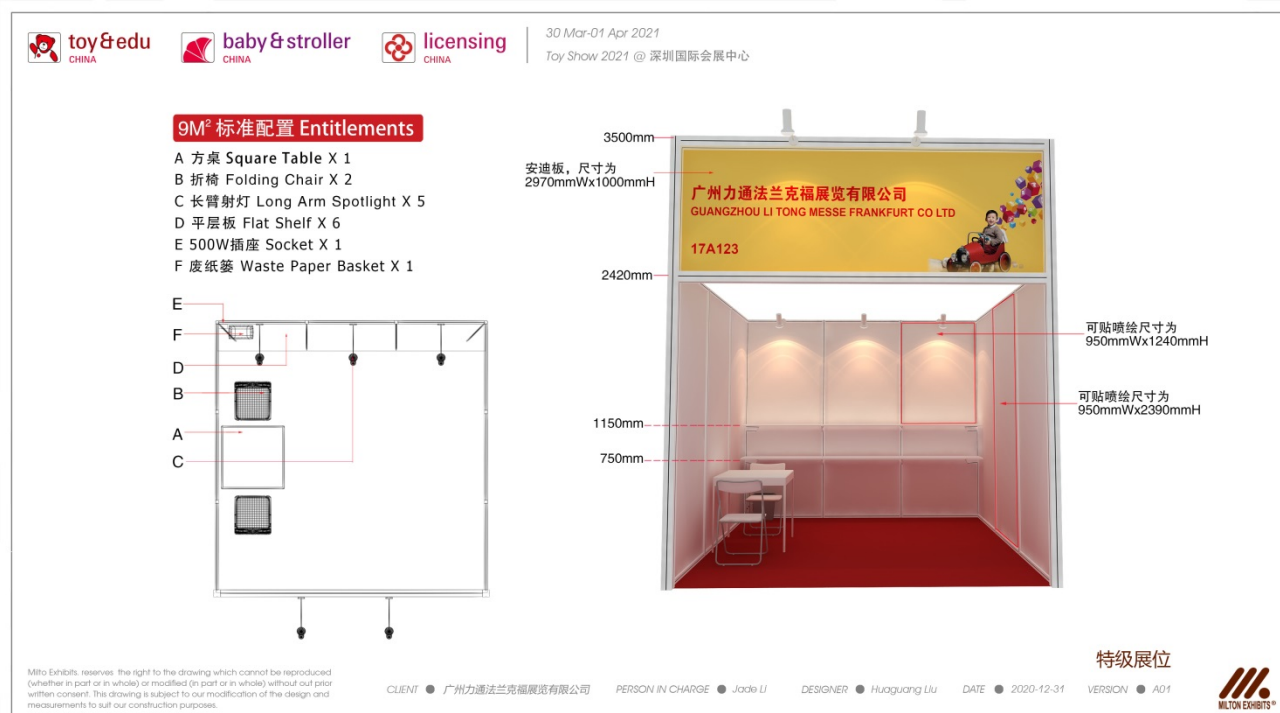 toy&edu
CHINA
baby&stroller
CHINA
licensing
CHINA
30 Mar-01 Apr 2021
Toy Show 2021 @ 深圳国际会展中心
9M² 标准配置 Entitlements
A 方桌 Square Table X 1
B 折椅 Folding Chair X 2
C 长臂射灯 Long Arm Spotlight X 5
D 平层板 Flat Shelf X 6
E 500W插座 Socket X 1
F 废纸篓 Waste Paper Basket X 1
E
F
D
B
A
C
3500mm
安迪板，尺寸为
2970mmWx1000mmH
广州力通法兰克福展览有限公司
GUANGZHOU LI TONG MESSE FRANKFURT CO LTD
17A123
2420mm
可贴喷绘尺寸为
950mmWx1240mmH
可贴喷绘尺寸为
950mmWx2390mmH
1150mm
750mm
特级展位
Milto Exhibits. reserves the right to the drawing which cannot be reproduced
(whether in part or in whole) or modified (in part or in whole) without out prior
written consent. This drawing is subject to our modification of the design and
measurements to suit our construction purposes.
CLIENT ● 广州力通法兰克福展览有限公司 PERSON IN CHARGE ● Jade Li DESIGNER ● Huaguang Liu DATE ● 2020-12-31 VERSION ● A01
MILTON EXHIBITS®